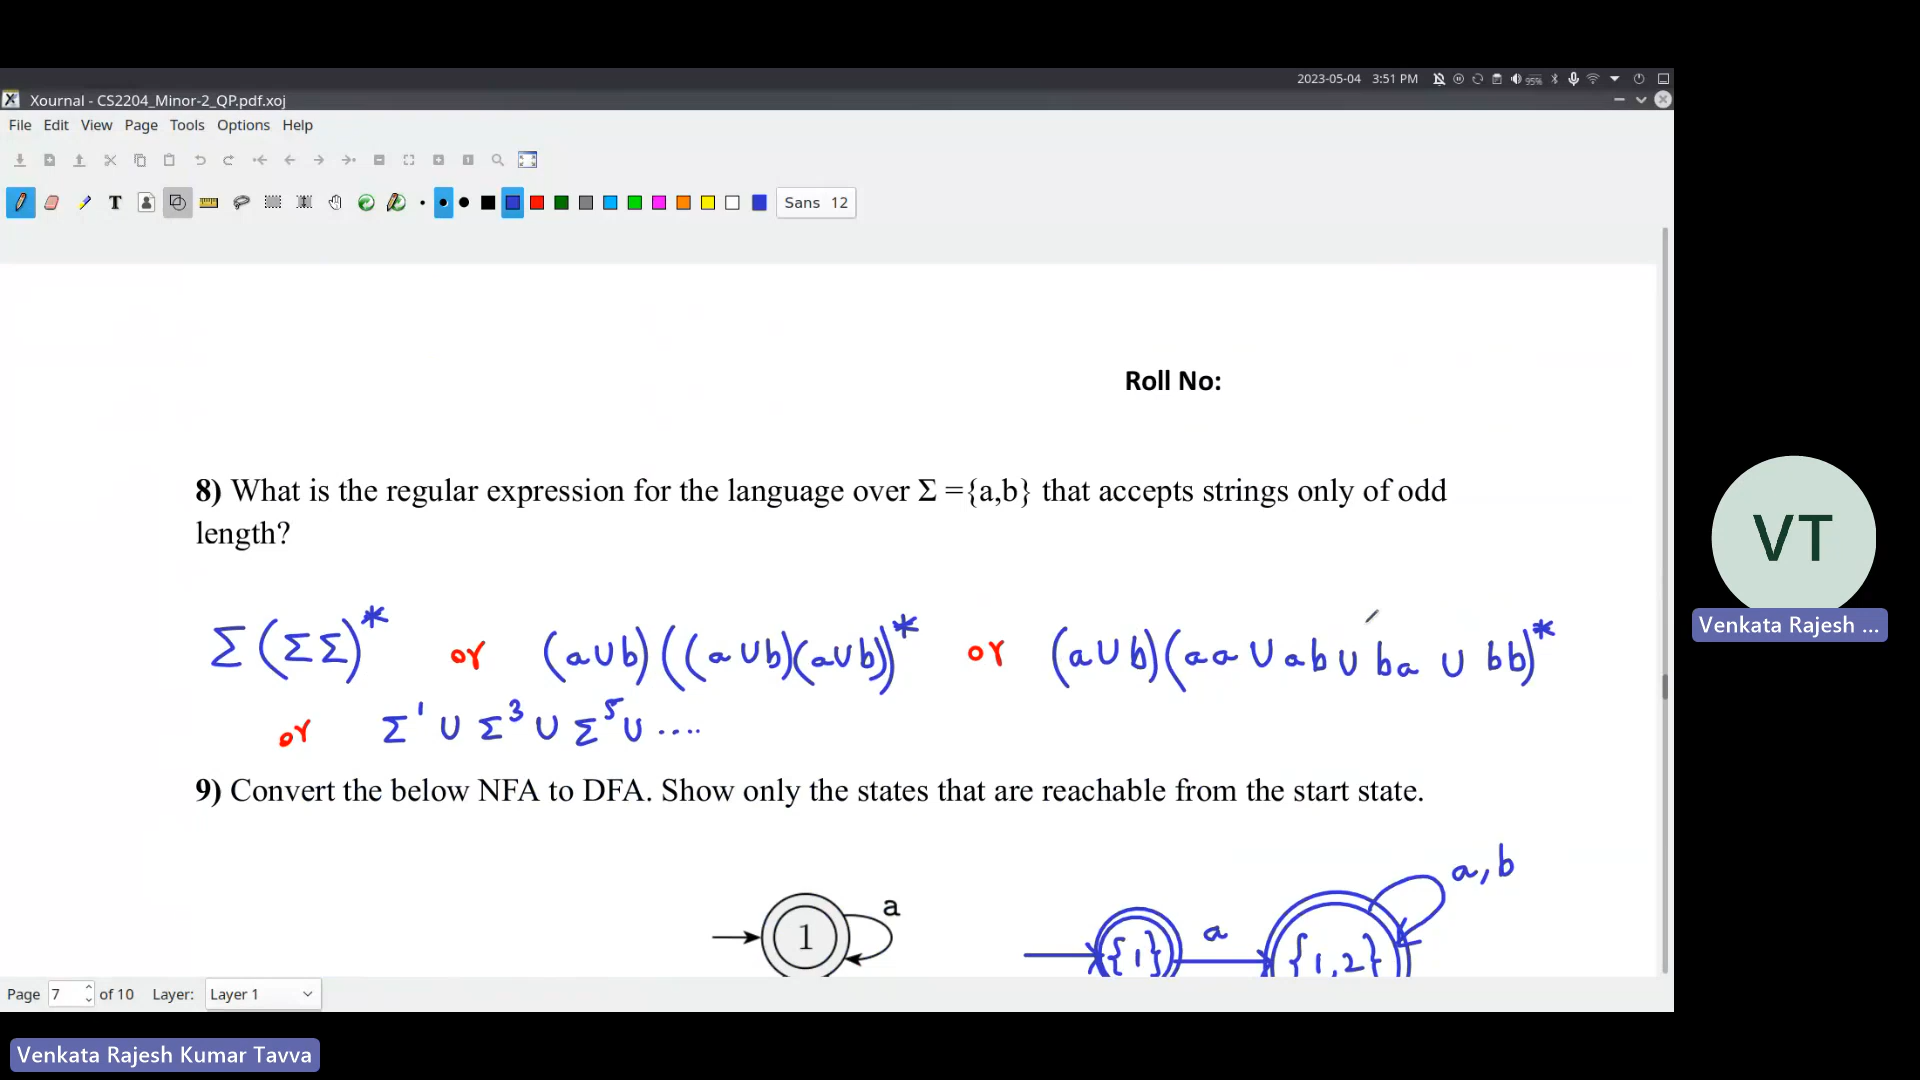 2023-05-04 3:51 PM 95%
Xournal - CS2204_Minor-2_QP.pdf.xoj
File Edit View Page Tools Options Help
T Sans 12
Roll No:
8) What is the regular expression for the language over Σ ={a,b} that accepts strings only of odd
length?
Σ(ΣΣ)* or (a∪b)((a∪b)(a∪b))* or (a∪b)(aa∪ab∪ba∪bb)*
or Σ¹ ∪ Σ³ ∪ Σ⁵∪ ....
VT
Venkata Rajesh ...
9) Convert the below NFA to DFA. Show only the states that are reachable from the start state.
a, b
1 a {1} a {1,2}
Page 7 of 10 Layer: Layer 1
Venkata Rajesh Kumar Tavva